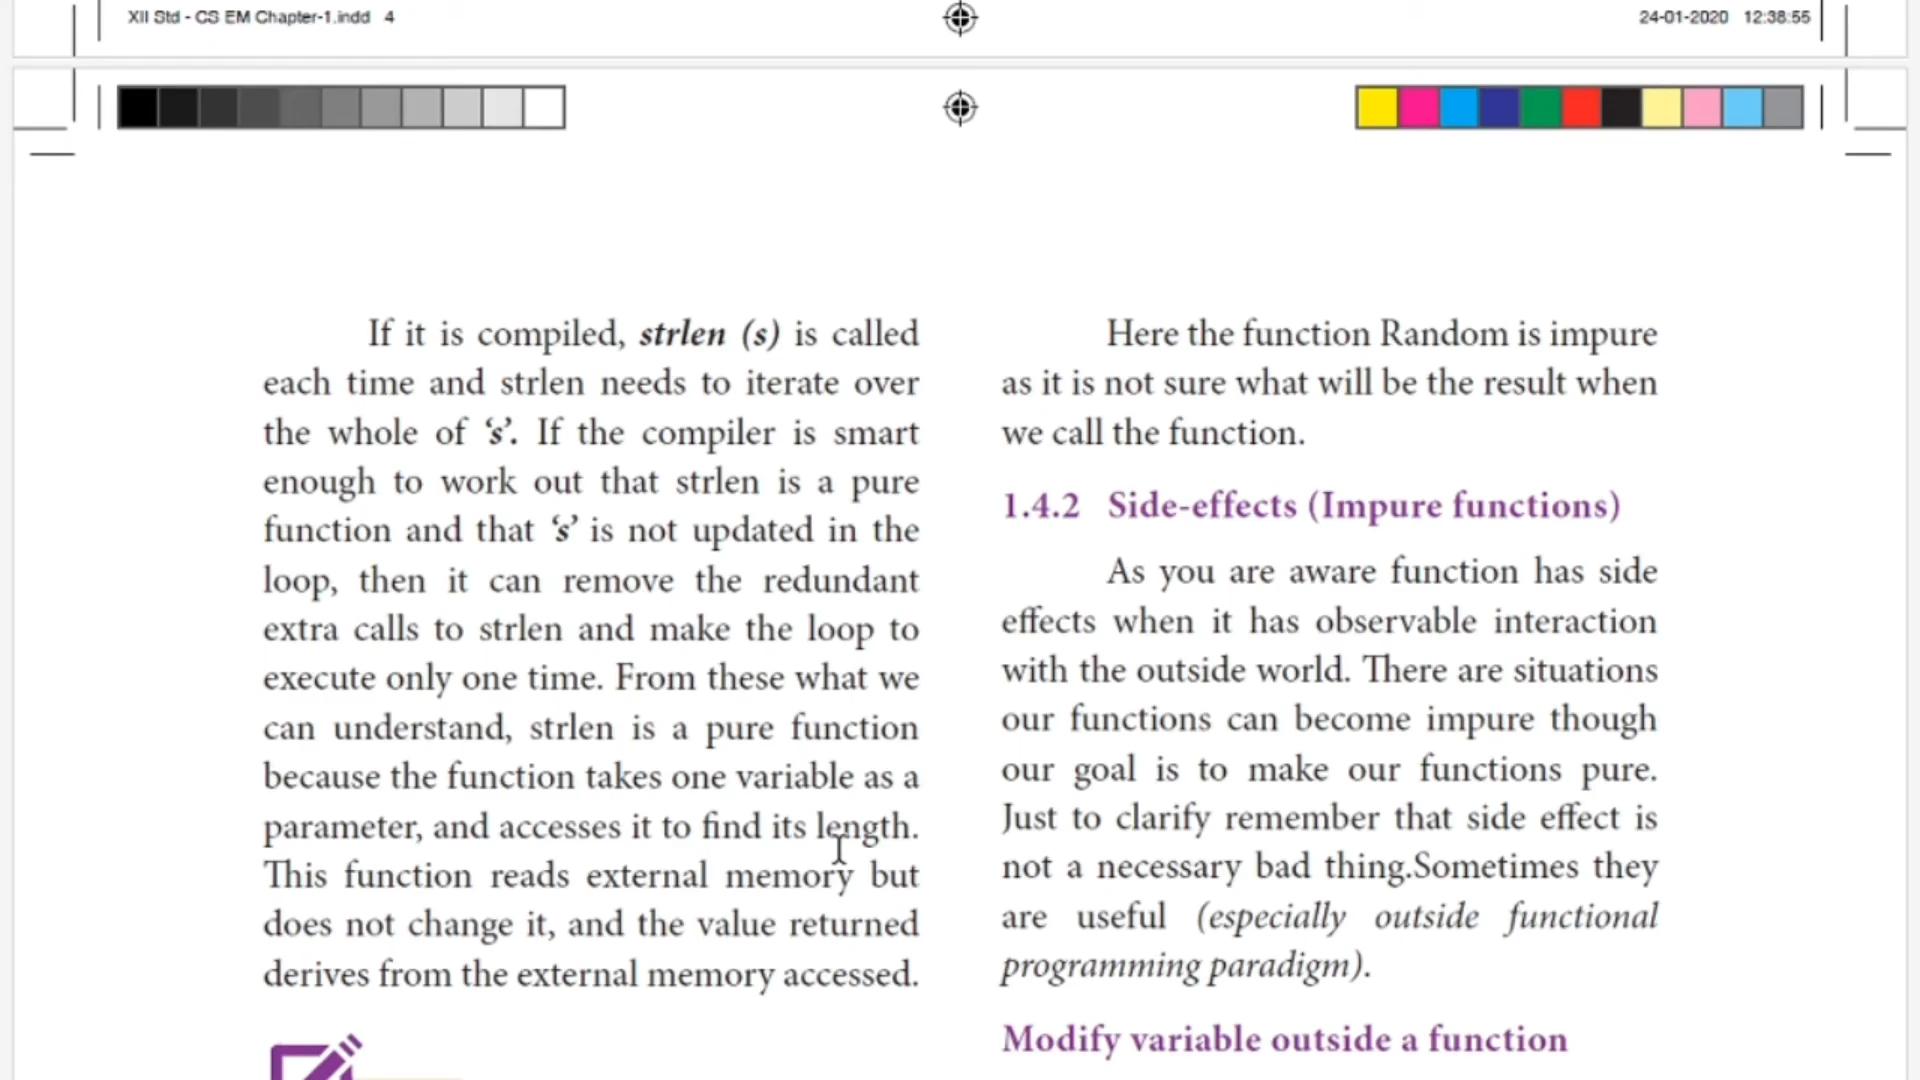 XII Std - CS EM Chapter-1.indd 4
24-01-2020 12:38:55
If it is compiled, strlen (s) is called
each time and strlen needs to iterate over
the whole of ‘s’. If the compiler is smart
enough to work out that strlen is a pure
function and that ‘s’ is not updated in the
loop, then it can remove the redundant
extra calls to strlen and make the loop to
execute only one time. From these what we
can understand, strlen is a pure function
because the function takes one variable as a
parameter, and accesses it to find its length.
This function reads external memory but
does not change it, and the value returned
derives from the external memory accessed.
Here the function Random is impure
as it is not sure what will be the result when
we call the function.
1.4.2 Side-effects (Impure functions)
As you are aware function has side
effects when it has observable interaction
with the outside world. There are situations
our functions can become impure though
our goal is to make our functions pure.
Just to clarify remember that side effect is
not a necessary bad thing.Sometimes they
are useful (especially outside functional
programming paradigm).
Modify variable outside a function